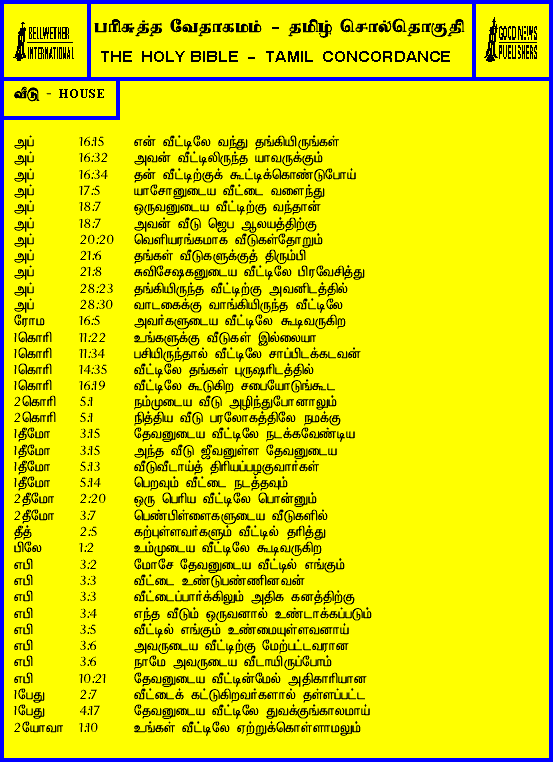 BELLWETHER
INTERNATIONAL
பரிசுத்த வேதாகமம் - தமிழ் சொல்தொகுதி
THE HOLY BIBLE - TAMIL CONCORDANCE
GOOD NEWS
PUBLISHERS
வீடு - HOUSE
அப் 16:15 என் வீட்டிலே வந்து தங்கியிருங்கள்
அப் 16:32 அவன் வீட்டிலிருந்த யாவருக்கும்
அப் 16:34 தன் வீட்டிற்குக் கூட்டிக்கொண்டுபோய்
அப் 17:5 யாசோனுடைய வீட்டை வளைந்து
அப் 18:7 ஒருவனுடைய வீட்டிற்கு வந்தான்
அப் 18:7 அவன் வீடு ஜெப ஆலயத்திற்கு
அப் 20:20 வெளியரங்கமாக வீடுகள்தோறும்
அப் 21:6 தங்கள் வீடுகளுக்குத் திரும்பி
அப் 21:8 சுவிசேஷகனுடைய வீட்டிலே பிரவேசித்து
அப் 28:23 தங்கியிருந்த வீட்டிற்கு அவனிடத்தில்
அப் 28:30 வாடகைக்கு வாங்கியிருந்த வீட்டிலே
ரோம 16:5 அவர்களுடைய வீட்டிலே கூடிவருகிற
1கொரி 11:22 உங்களுக்கு வீடுகள் இல்லையா
1கொரி 11:34 பசியிருந்தால் வீட்டிலே சாப்பிடக்கடவன்
1கொரி 14:35 வீட்டிலே தங்கள் புருஷரிடத்தில்
1கொரி 16:19 வீட்டிலே கூடுகிற சபையோடுங்கூட
2கொரி 5:1 நம்முடைய வீடு அழிந்துபோனாலும்
2கொரி 5:1 நித்திய வீடு பரலோகத்திலே நமக்கு
1தீமோ 3:15 தேவனுடைய வீட்டிலே நடக்கவேண்டிய
1தீமோ 3:15 அந்த வீடு ஜீவனுள்ள தேவனுடைய
1தீமோ 5:13 வீடுவீடாய்த் திரியப்பழகுவார்கள்
1தீமோ 5:14 பெறவும் வீட்டை நடத்தவும்
2தீமோ 2:20 ஒரு பெரிய வீட்டிலே பொன்னும்
2தீமோ 3:7 பெண்பிள்ளைகளுடைய வீடுகளில்
தீத் 2:5 கற்புள்ளவர்களும் வீட்டில் தரித்து
பிலே 1:2 உம்முடைய வீட்டிலே கூடிவருகிற
எபி 3:2 மோசே தேவனுடைய வீட்டில் எங்கும்
எபி 3:3 வீட்டை உண்டுபண்ணினவன்
எபி 3:3 வீட்டைப்பார்க்கிலும் அதிக கனத்திற்கு
எபி 3:4 எந்த வீடும் ஒருவனால் உண்டாக்கப்படும்
எபி 3:5 வீட்டில் எங்கும் உண்மையுள்ளவனாய்
எபி 3:6 அவருடைய வீட்டிற்கு மேற்பட்டவரான
எபி 3:6 நாமே அவருடைய வீடாயிருப்போம்
எபி 10:21 தேவனுடைய வீட்டின்மேல் அதிகாரியான
1பேது 2:7 வீட்டைக் கட்டுகிறவர்களால் தள்ளப்பட்ட
1பேது 4:17 தேவனுடைய வீட்டிலே துவக்குங்காலமாய்
2யோவா 1:10 உங்கள் வீட்டிலே ஏற்றுக்கொள்ளாமலும்